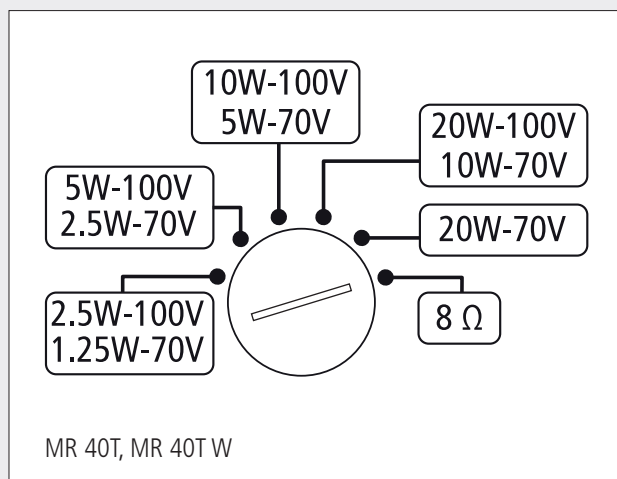 10W-100V
5W-70V
20W-100V
10W-70V
5W-100V
2.5W-70V
20W-70V
2.5W-100V
1.25W-70V
8 Ω
MR 40T, MR 40T W